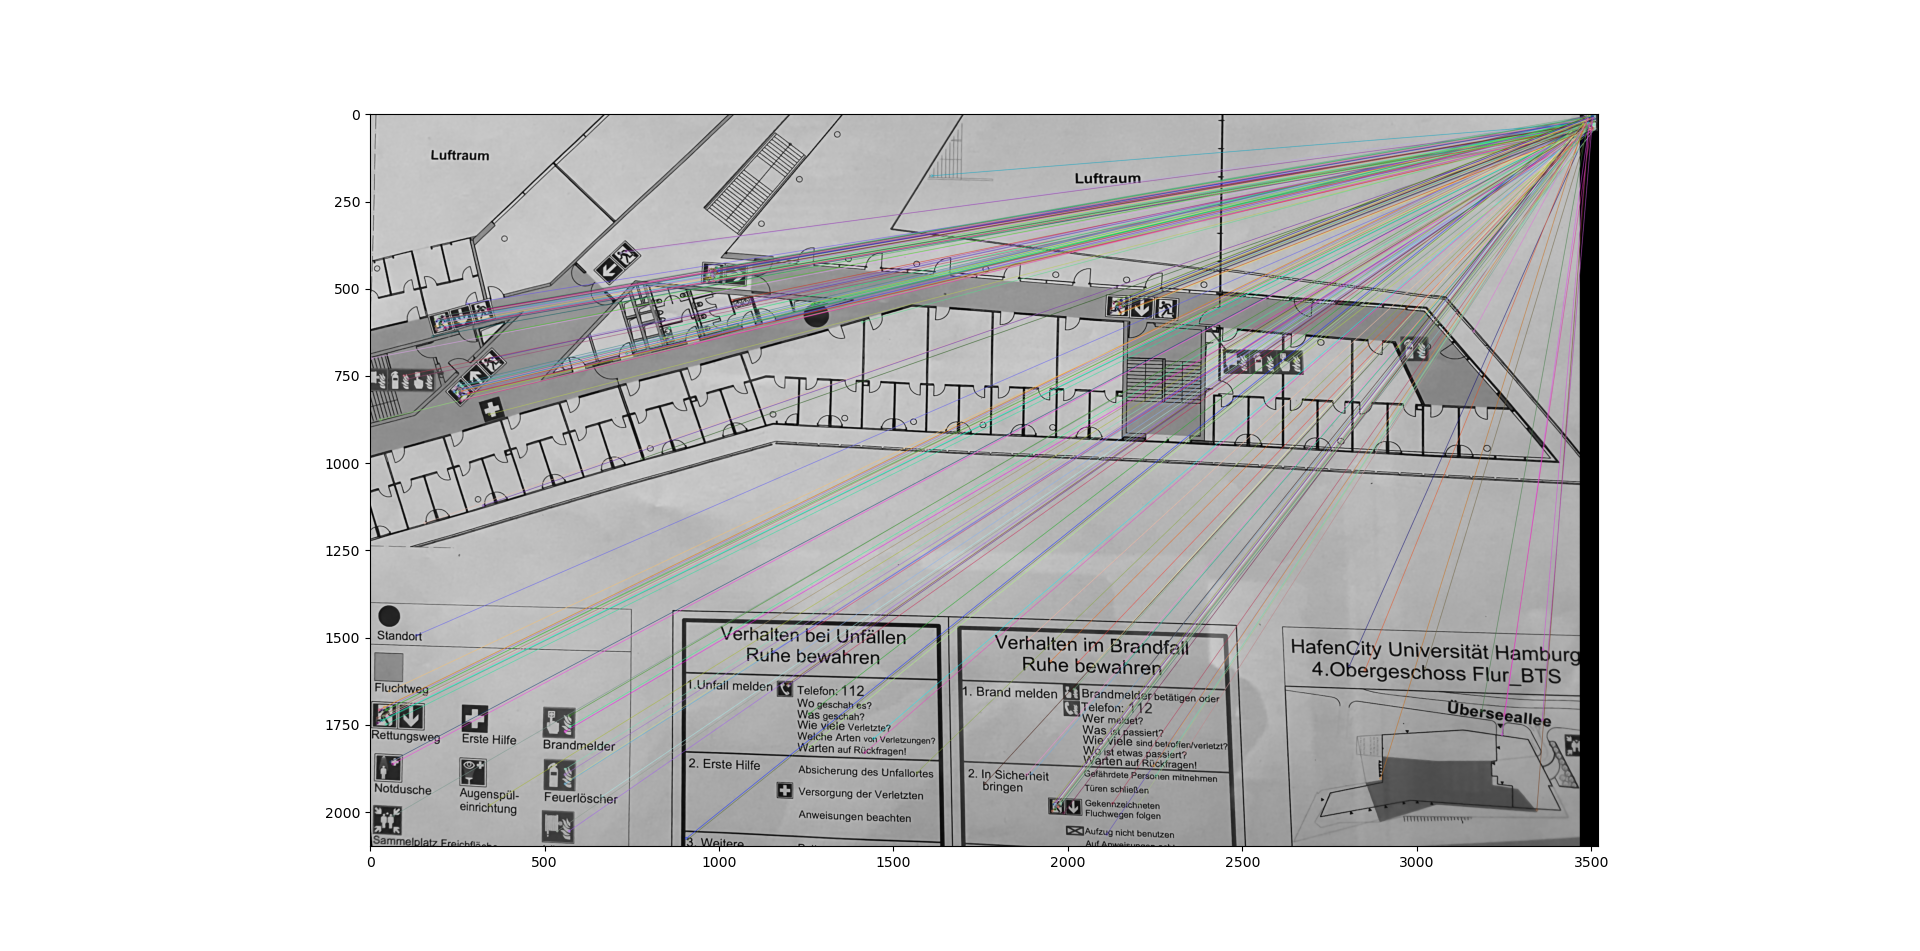 0
250
500
750
1000
1250
1500
1750
2000
0
500
1000
1500
2000
2500
3000
3500
Luftraum
Luftraum
Standort
Fluchtweg
Rettungsweg
Erste Hilfe
Brandmelder
Notdusche
Augenspül-
einrichtung
Feuerlöscher
Sammelplatz Freichfläche
Verhalten bei Unfällen
Ruhe bewahren
1.Unfall melden
Telefon: 112
Wo geschah es?
Was geschah?
Wie viele Verletzte?
Welche Arten von Verletzungen?
Warten auf Rückfragen!
2. Erste Hilfe
Absicherung des Unfallortes
Versorgung der Verletzten
Anweisungen beachten
3. Weitere
Verhalten im Brandfall
Ruhe bewahren
1. Brand melden
Brandmelder betätigen oder
Telefon: 112
Wer meldet?
Was ist passiert?
Wie viele sind betroffen/verletzt?
Wo ist etwas passiert?
Warten auf Rückfragen!
2. In Sicherheit
bringen
Gefährdete Personen mitnehmen
Türen schließen
Gekennzeichneten
Fluchwegen folgen
Aufzug nicht benutzen
HafenCity Universität Hamburg
4.Obergeschoss Flur_BTS
Überseeallee